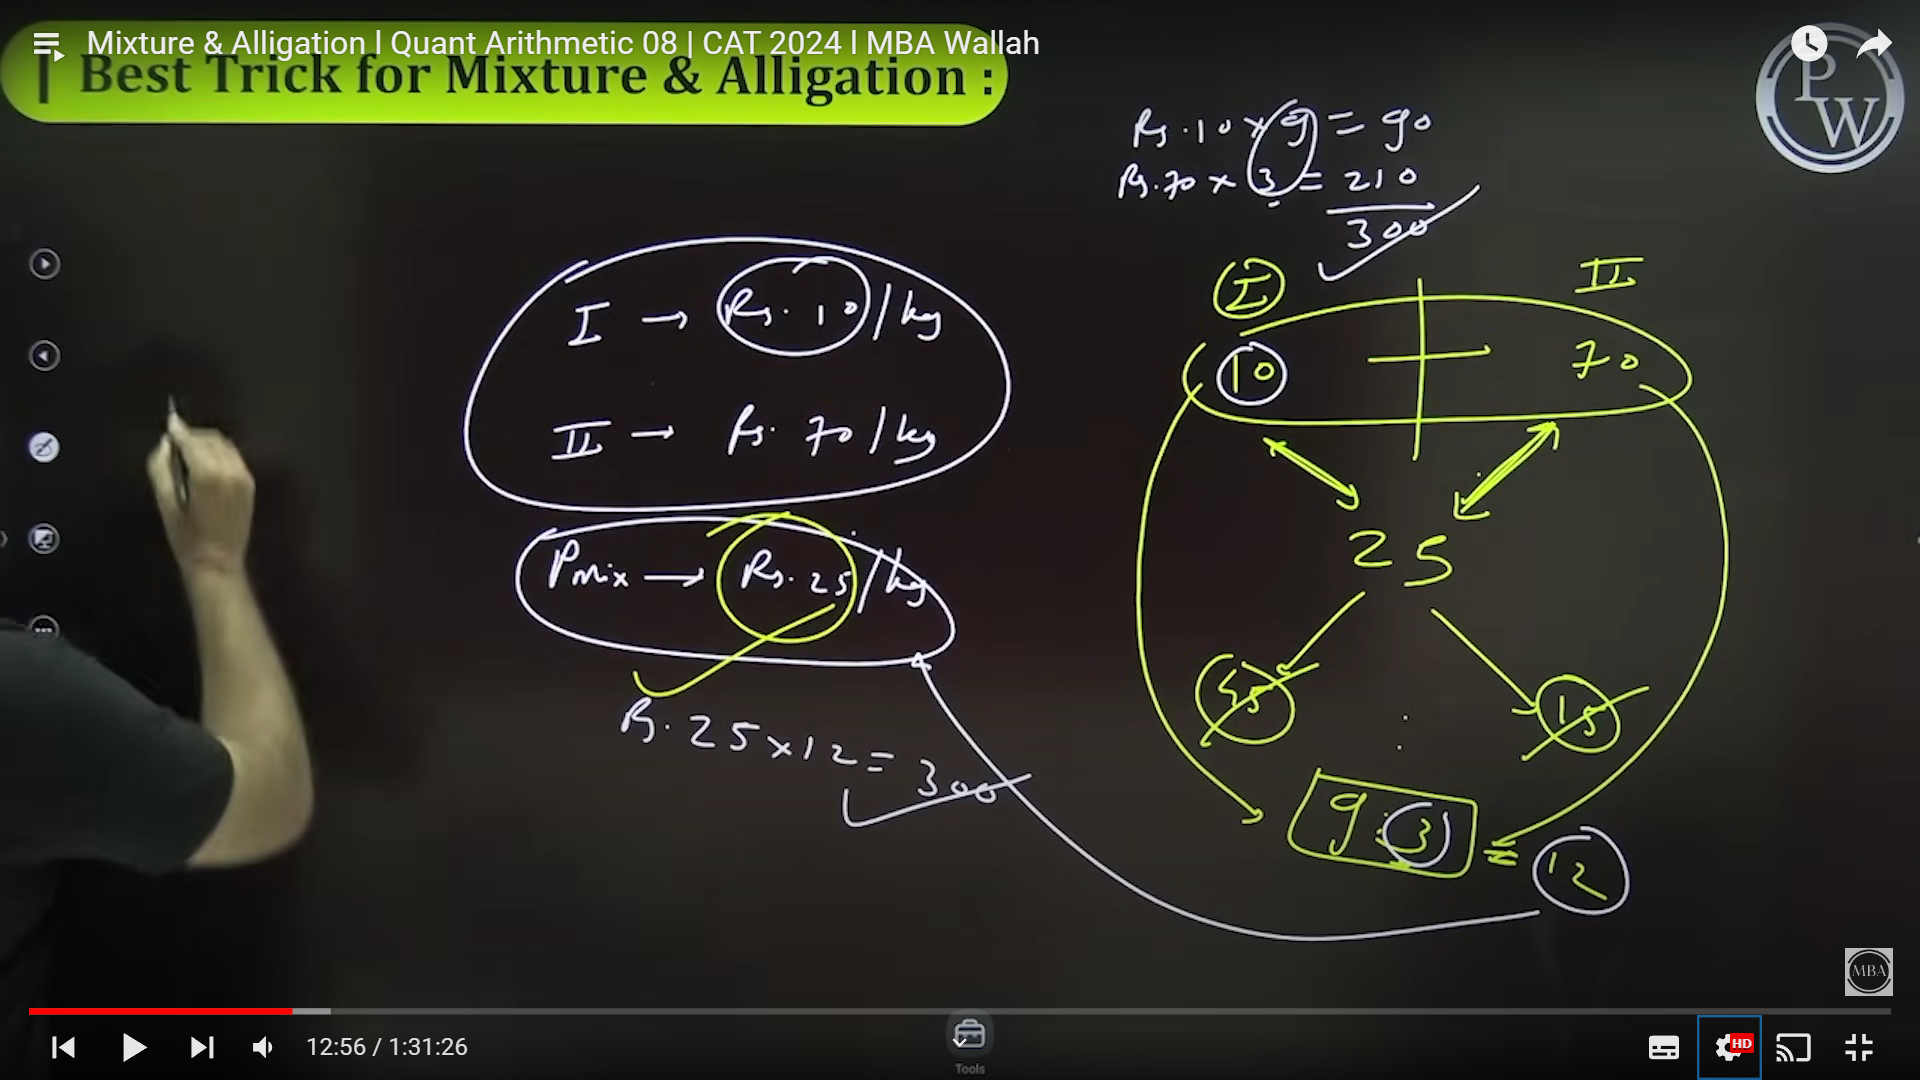 Mixture & Alligation | Quant Arithmetic 08 | CAT 2024 | MBA Wallah
| Best Trick for Mixture & Alligation :
PW
Rs.10 × 9 = 90
Rs.70 × 3 = 210
300
I → Rs. 10/kg
II → Rs. 70/kg
Pmix → Rs. 25/kg
Rs. 25 × 12 = 300
I II
10 70
25
45 : 15
9 : 3 = 12
MBA
12:56 / 1:31:26
Tools
HD